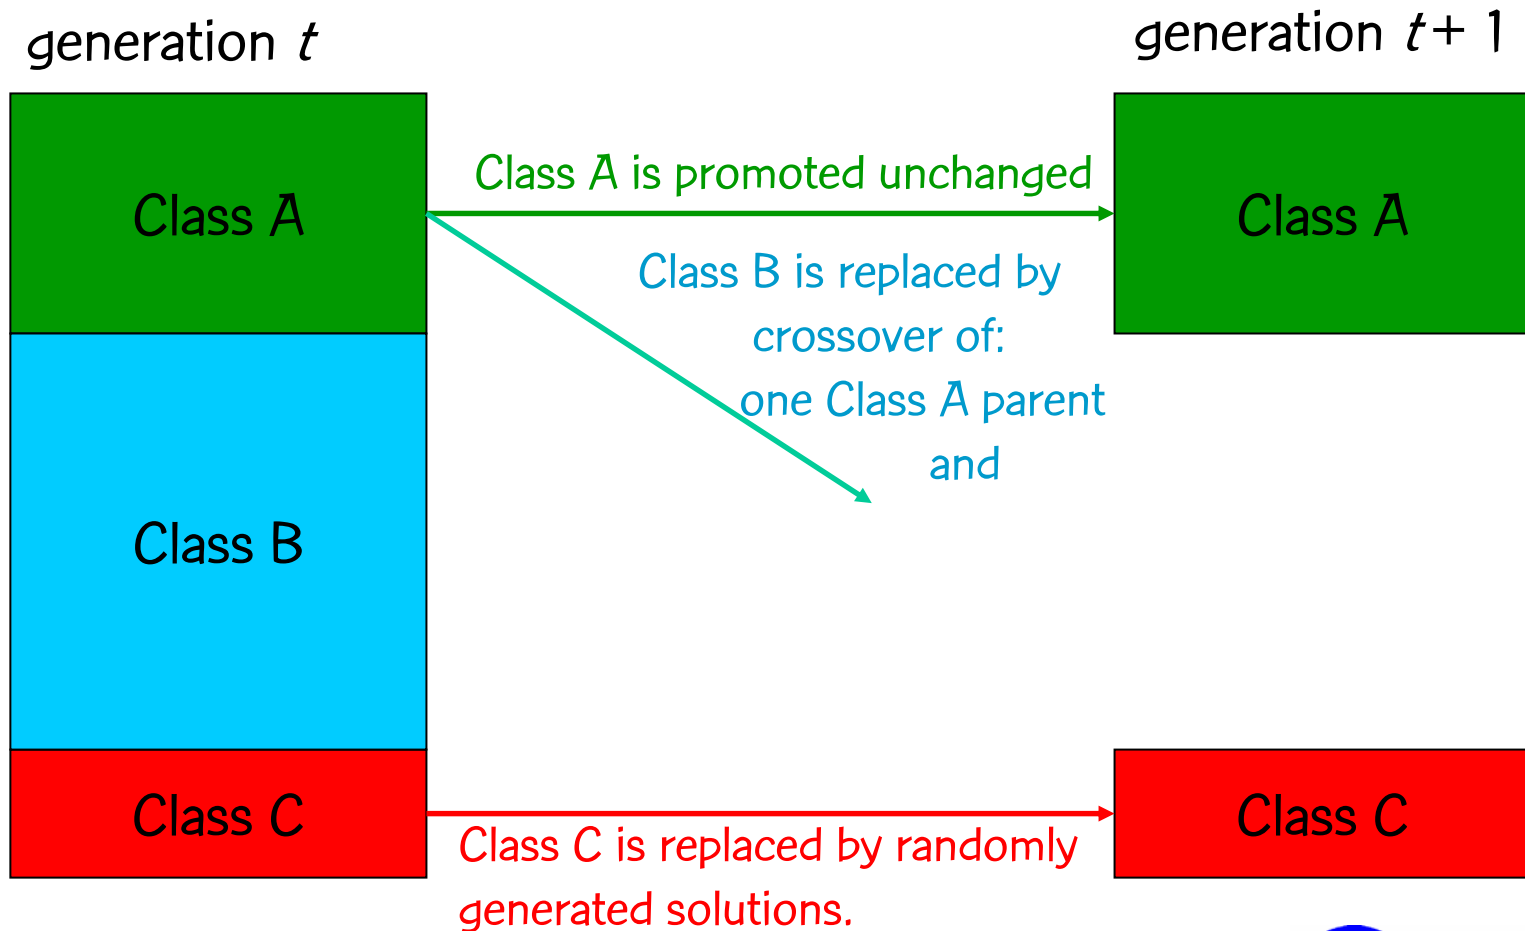 generation t
generation t + 1
Class A
Class A is promoted unchanged
Class A
Class B is replaced by
crossover of:
one Class A parent
and
Class B
Class C
Class C
Class C is replaced by randomly
generated solutions.